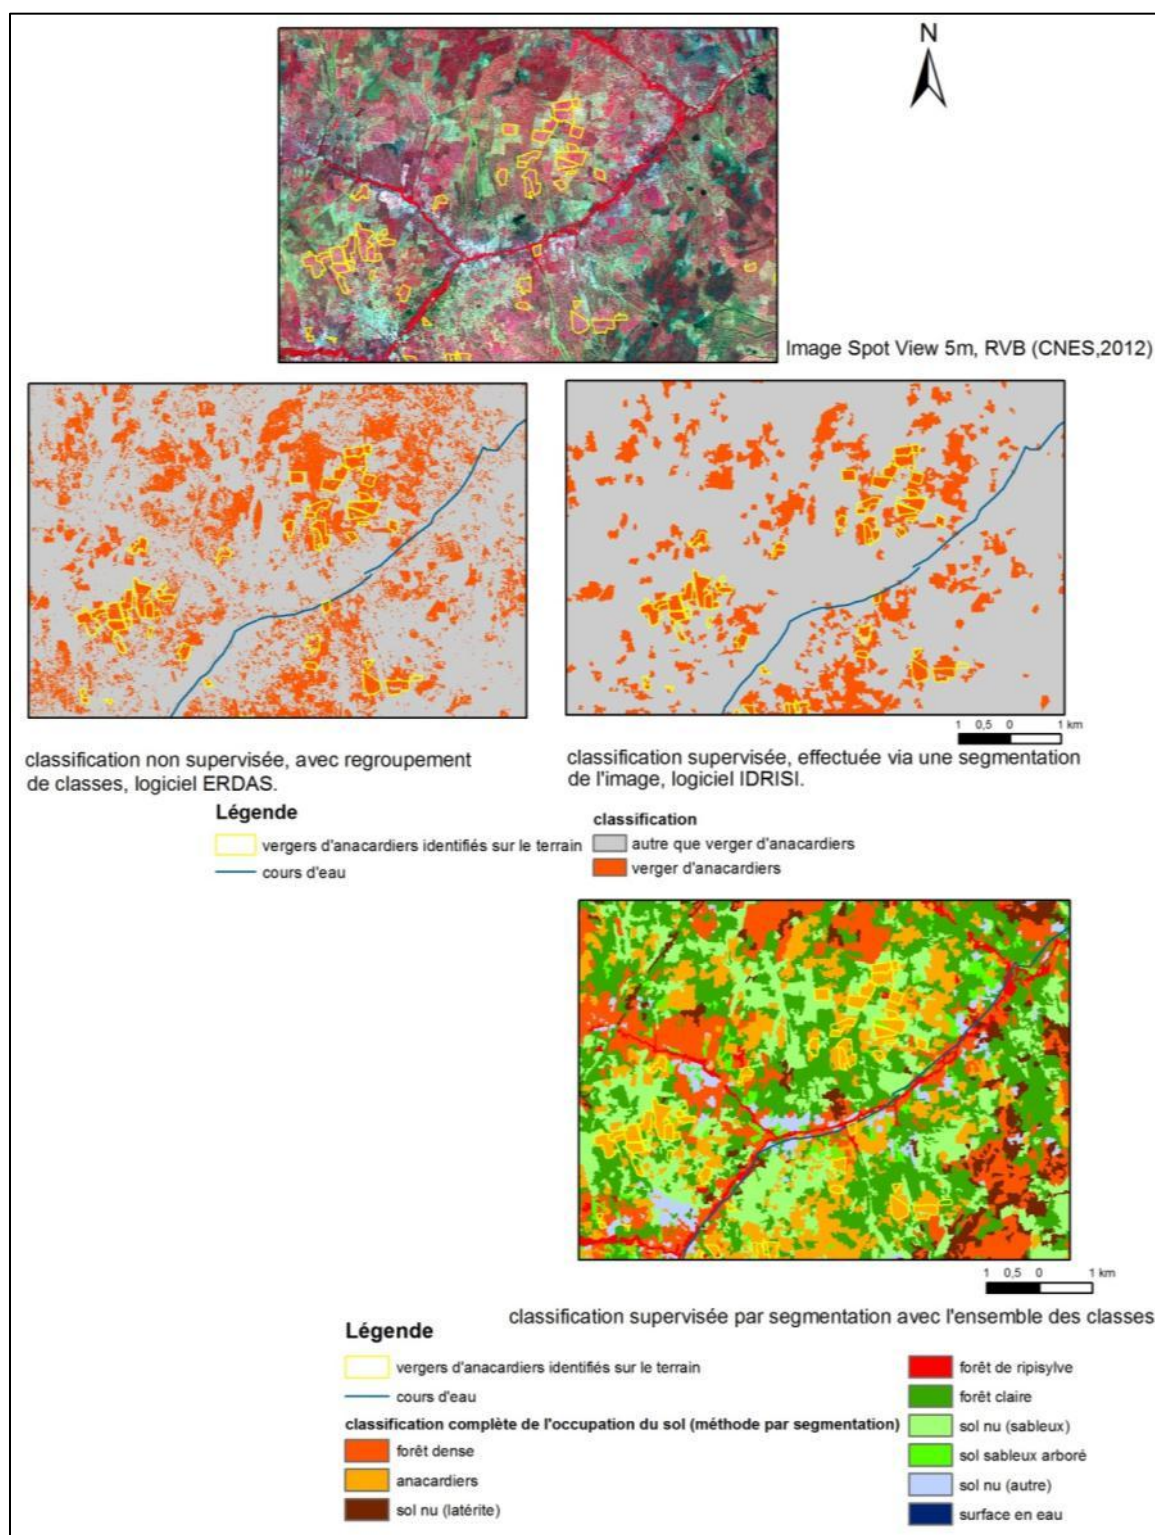 N
Image Spot View 5m, RVB (CNES,2012)
1 0,5 0 1 km
classification non supervisée, avec regroupement
de classes, logiciel ERDAS.
classification supervisée, effectuée via une segmentation
de l'image, logiciel IDRISI.
Légende
vergers d'anacardiers identifiés sur le terrain
cours d'eau
classification
autre que verger d'anacardiers
verger d'anacardiers
1 0,5 0 1 km
classification supervisée par segmentation avec l'ensemble des classes
Légende
vergers d'anacardiers identifiés sur le terrain
cours d'eau
classification complète de l'occupation du sol (méthode par segmentation)
forêt dense
anacardiers
sol nu (latérite)
forêt de ripisylve
forêt claire
sol nu (sableux)
sol sableux arboré
sol nu (autre)
surface en eau